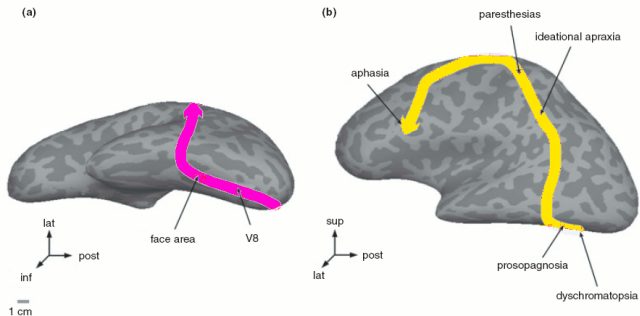 (a)
(b)
paresthesias
ideational apraxia
aphasia
lat
post
inf
face area
V8
1 cm
sup
post
lat
prosopagnosia
dyschromatopsia